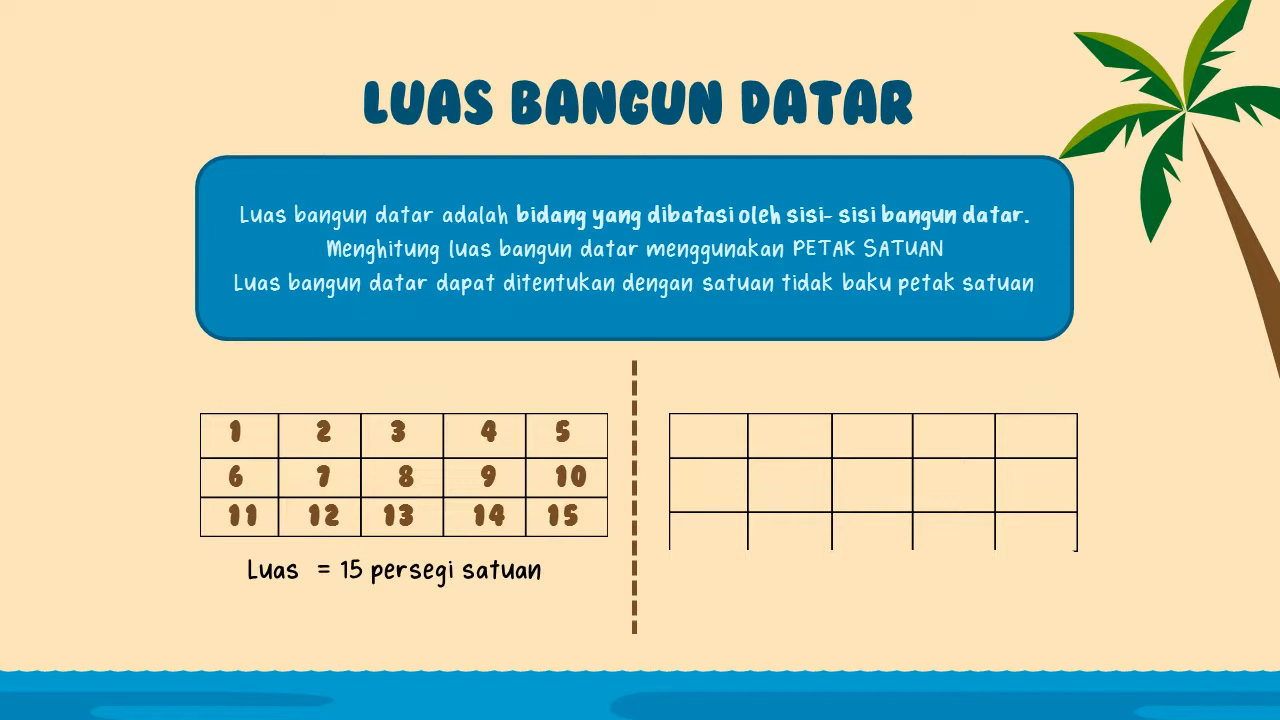 LUAS BANGUN DATAR
Luas bangun datar adalah bidang yang dibatasi oleh sisi- sisi bangun datar.
Menghitung luas bangun datar menggunakan PETAK SATUAN
Luas bangun datar dapat ditentukan dengan satuan tidak baku petak satuan
1 2 3 4 5
6 7 8 9 10
11 12 13 14 15
Luas = 15 persegi satuan